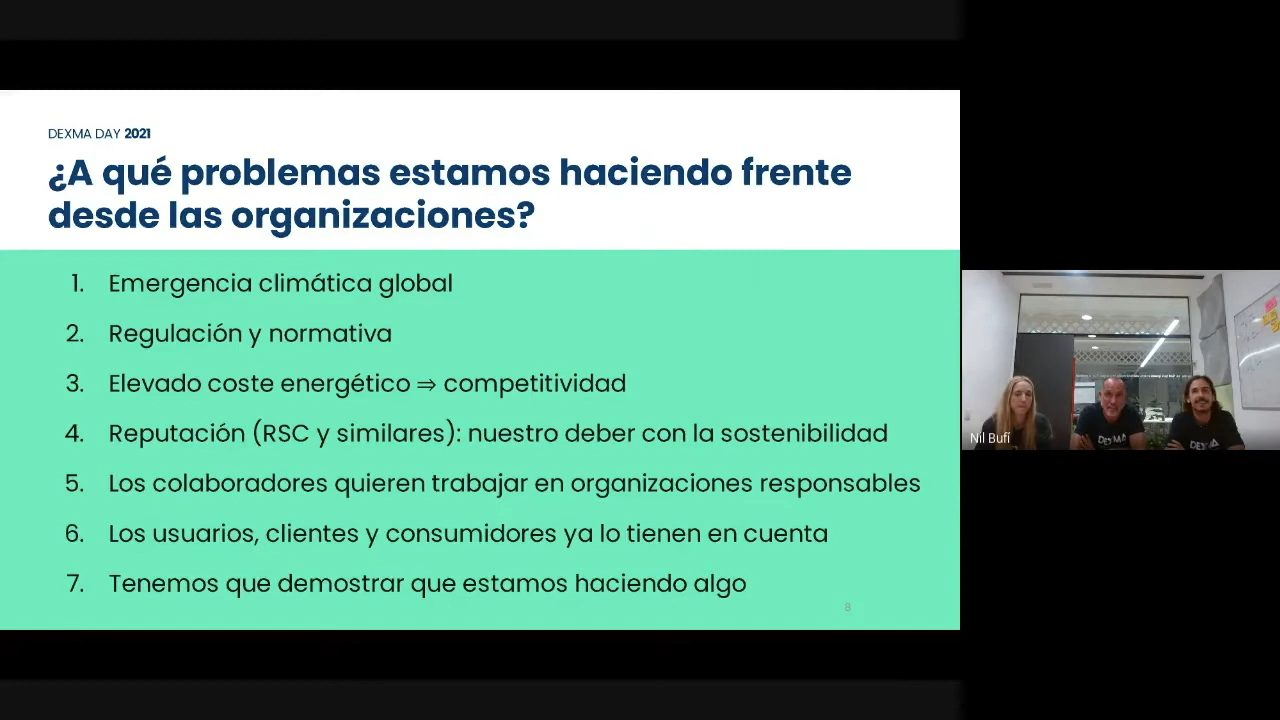 DEXMA DAY 2021
¿A qué problemas estamos haciendo frente
desde las organizaciones?
1. Emergencia climática global
2. Regulación y normativa
3. Elevado coste energético ⇒ competitividad
4. Reputación (RSC y similares): nuestro deber con la sostenibilidad
5. Los colaboradores quieren trabajar en organizaciones responsables
6. Los usuarios, clientes y consumidores ya lo tienen en cuenta
7. Tenemos que demostrar que estamos haciendo algo
8
Nil Bufí
DEXMA
DEXMA